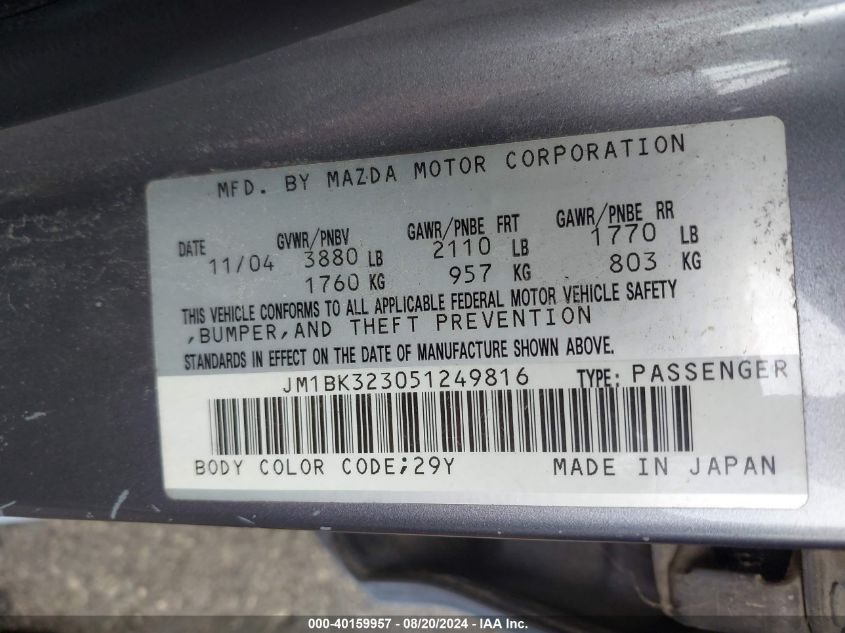 MFD. BY MAZDA MOTOR CORPORATION
DATE GVWR/PNBV GAWR/PNBE FRT GAWR/PNBE RR
11/04 3880 LB 2110 LB 1770 LB
1760 KG 957 KG 803 KG
THIS VEHICLE CONFORMS TO ALL APPLICABLE FEDERAL MOTOR VEHICLE SAFETY
,BUMPER,AND THEFT PREVENTION
STANDARDS IN EFFECT ON THE DATE OF MANUFACTURE SHOWN ABOVE.
JM1BK323051249816 TYPE: PASSENGER
BODY COLOR CODE;29Y MADE IN JAPAN
000-40159957 - 08/20/2024 - IAA Inc.